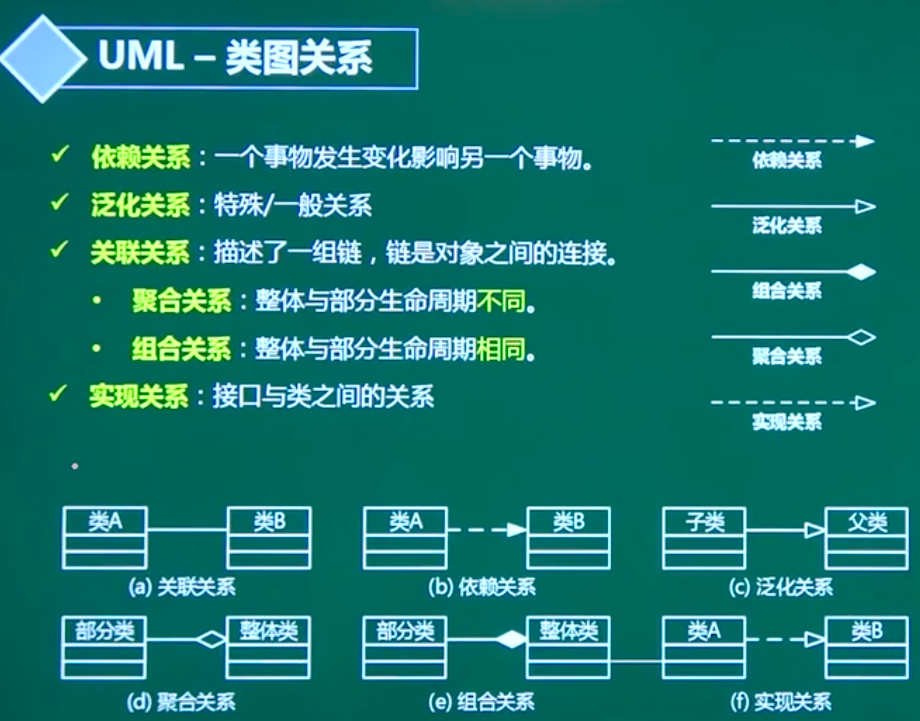 UML – 类图关系
✓ 依赖关系：一个事物发生变化影响另一个事物。
✓ 泛化关系：特殊/一般关系
✓ 关联关系：描述了一组链，链是对象之间的连接。
• 聚合关系：整体与部分生命周期不同。
• 组合关系：整体与部分生命周期相同。
✓ 实现关系：接口与类之间的关系
依赖关系
泛化关系
组合关系
聚合关系
实现关系
类A 类B 类A 类B 子类 父类
(a) 关联关系 (b) 依赖关系 (c) 泛化关系
部分类 整体类 部分类 整体类 类A 类B
(d) 聚合关系 (e) 组合关系 (f) 实现关系